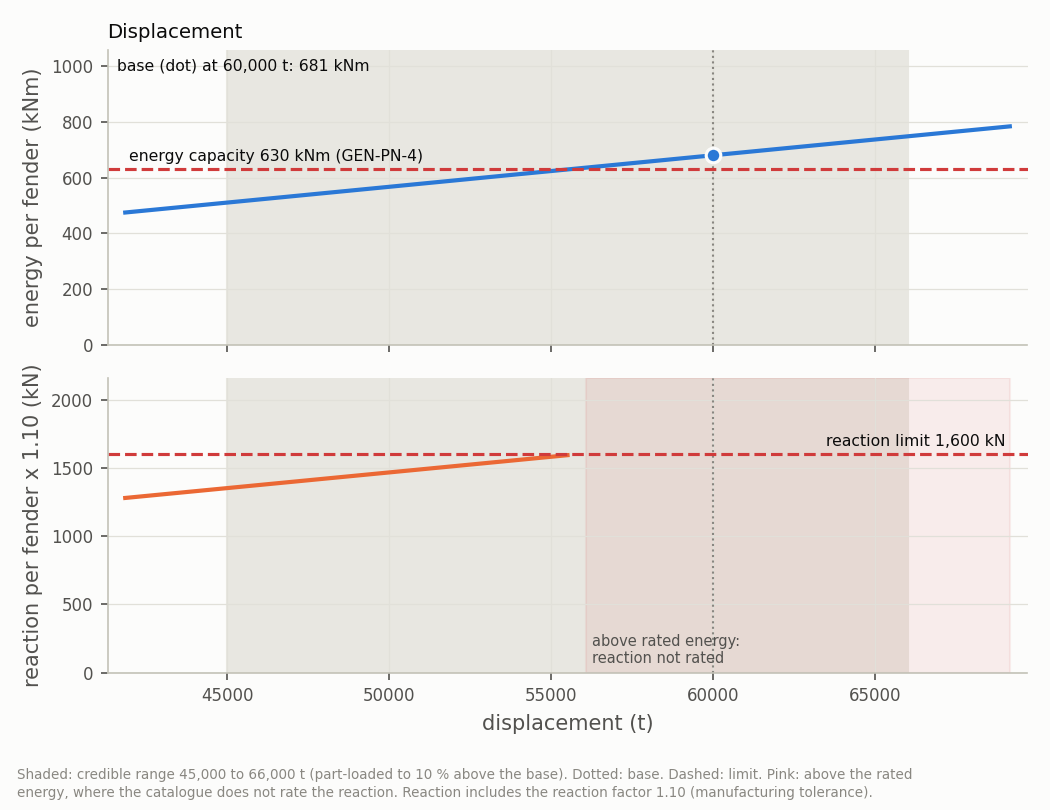 Displacement
energy per fender (kNm)
1000
800
600
400
200
0
base (dot) at 60,000 t: 681 kNm
energy capacity 630 kNm (GEN-PN-4)
reaction per fender x 1.10 (kN)
2000
1500
1000
500
0
reaction limit 1,600 kN
above rated energy:
reaction not rated
45000 50000 55000 60000 65000
displacement (t)
Shaded: credible range 45,000 to 66,000 t (part-loaded to 10 % above the base). Dotted: base. Dashed: limit. Pink: above the rated
energy, where the catalogue does not rate the reaction. Reaction includes the reaction factor 1.10 (manufacturing tolerance).